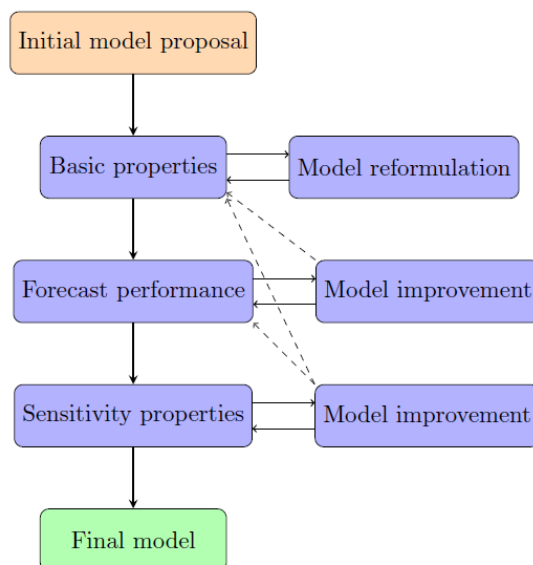 Initial model proposal
Basic properties
Model reformulation
Forecast performance
Model improvement
Sensitivity properties
Model improvement
Final model